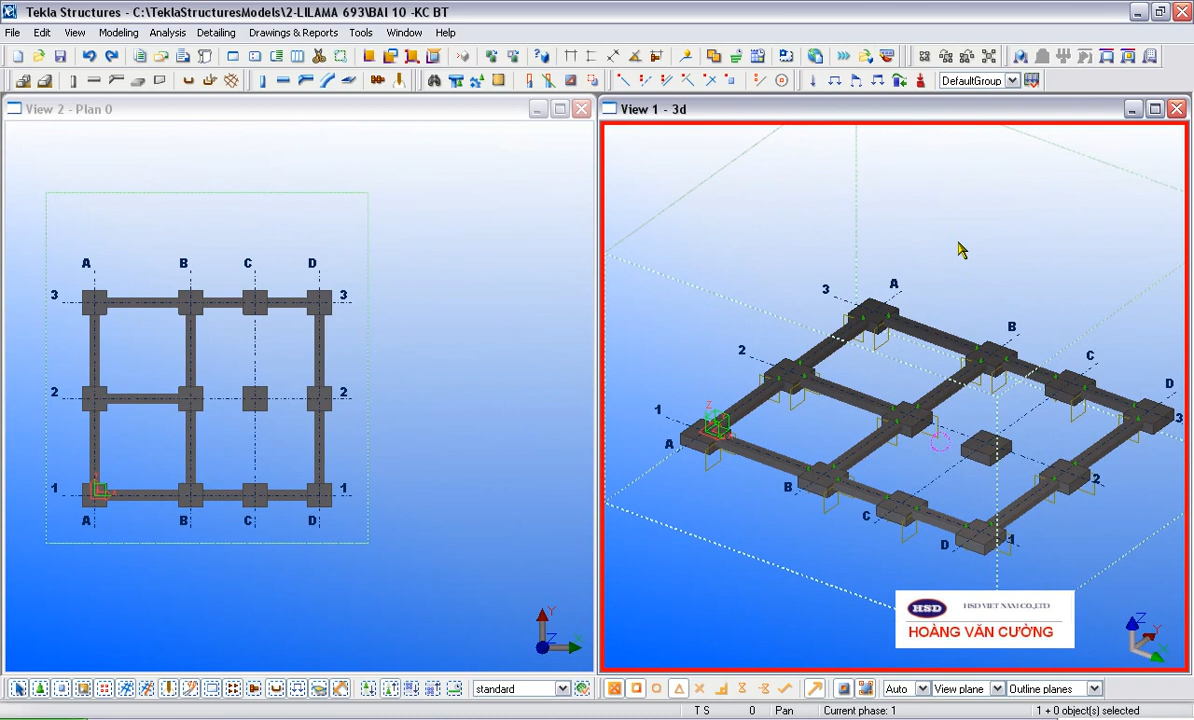 Tekla Structures - C:\TeklaStructuresModels\2-LILAMA 693\BAI 10 -KC BT
File Edit View Modeling Analysis Detailing Drawings & Reports Tools Window Help
DefaultGroup
View 2 - Plan 0
A B C D
3 3
2 2
1 1
A B C D
Y
Z X
View 1 - 3d
3 A
B
2 C
D
1 3
A
2
B
C
D 1
Z
HSD HSD VIET NAM CO.,LTD
HOÀNG VĂN CƯỜNG
Z Y
X
standard
Auto View plane Outline planes
T S 0 Pan Current phase: 1 1 + 0 object(s) selected